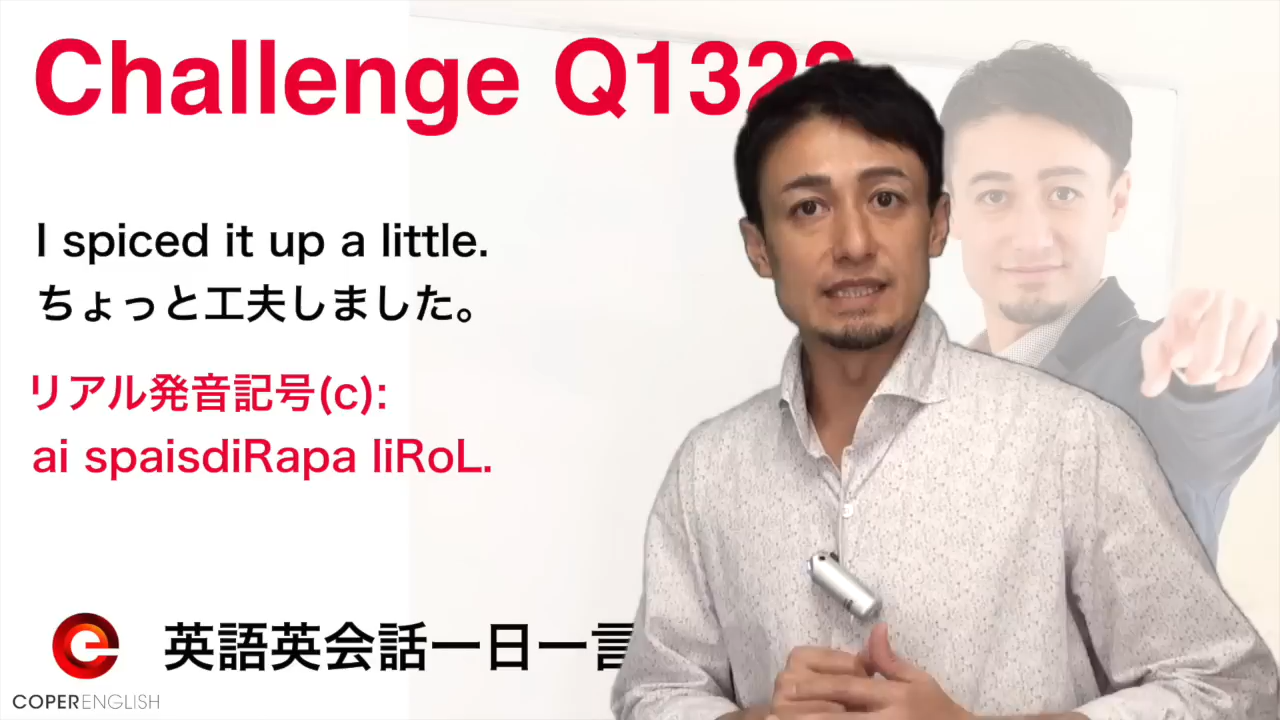 Challenge
I spiced it up a little.
ちょっと工夫しました。
リアル発音記号(c):
ai spaisdiRapa liRoL.
英語英会話一日一言
COPERENGLISH